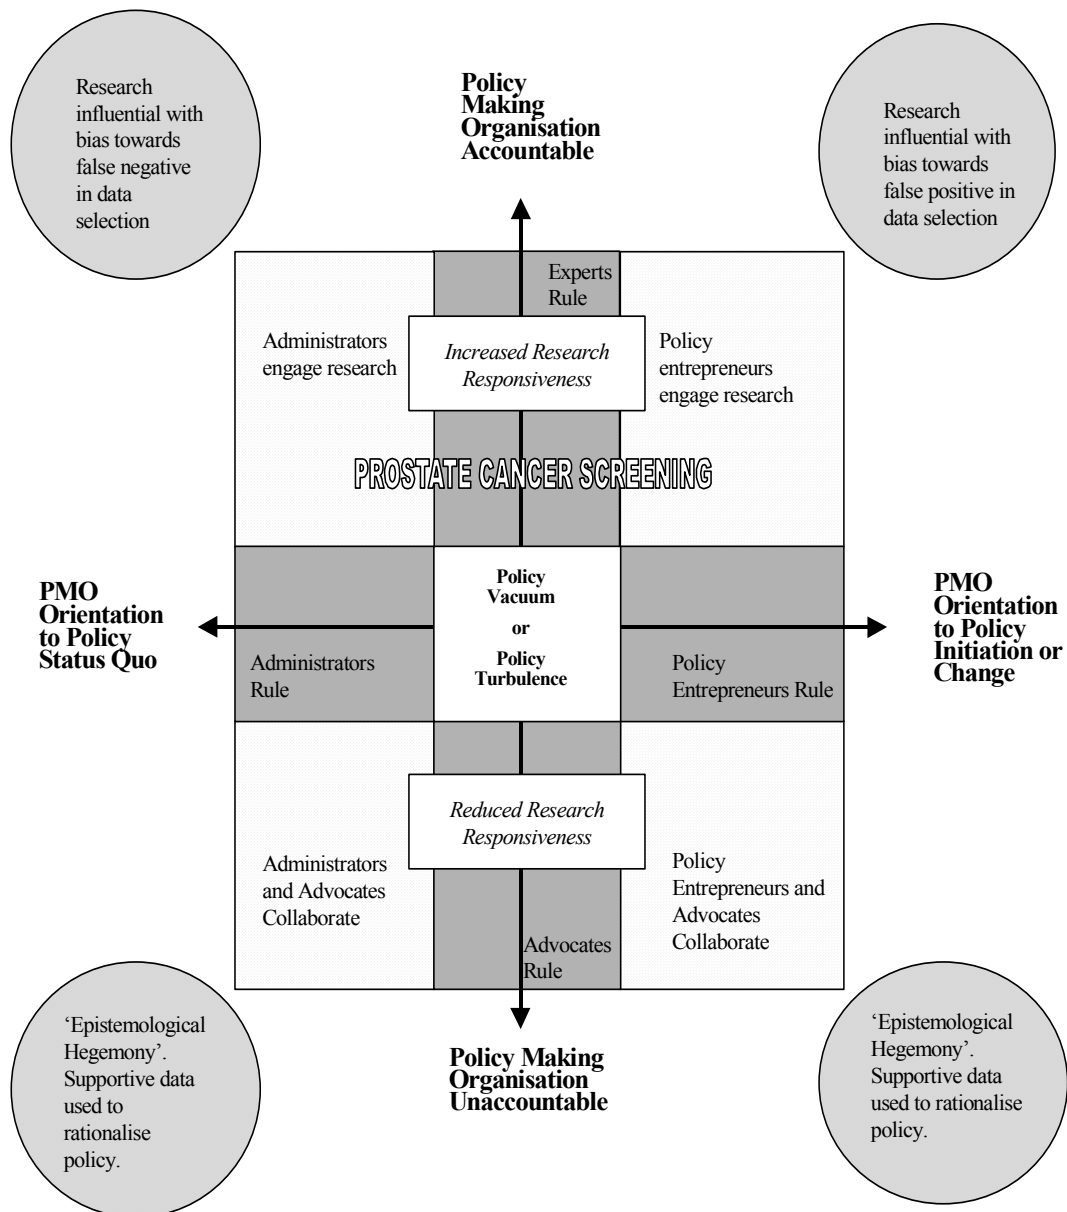 Research
influential with
bias towards
false negative
in data
selection
Policy
Making
Organisation
Accountable
Research
influential with
bias towards
false positive in
data selection
Experts
Rule
Administrators
engage research
Increased Research
Responsiveness
Policy
entrepreneurs
engage research
PROSTATE CANCER SCREENING
PMO
Orientation
to Policy
Status Quo
Administrators
Rule
Policy
Vacuum
or
Policy
Turbulence
Policy
Entrepreneurs Rule
PMO
Orientation
to Policy
Initiation or
Change
Reduced Research
Responsiveness
Administrators
and Advocates
Collaborate
Policy
Entrepreneurs and
Advocates
Collaborate
Advocates
Rule
‘Epistemological
Hegemony’.
Supportive data
used to
rationalise
policy.
Policy Making
Organisation
Unaccountable
‘Epistemological
Hegemony’.
Supportive data
used to rationalise
policy.